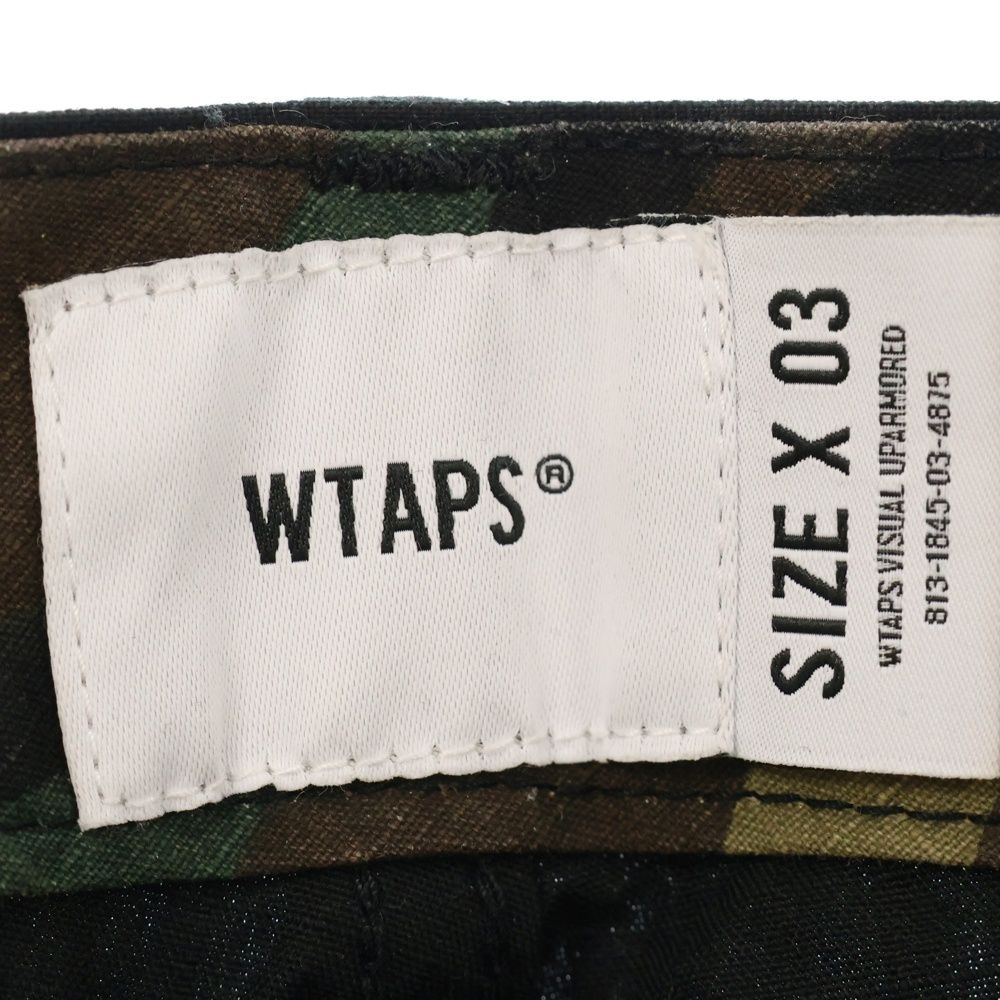 WTAPS®
SIZE X 03
WTAPS VISUAL UPARMORED
813-1845-03-4875